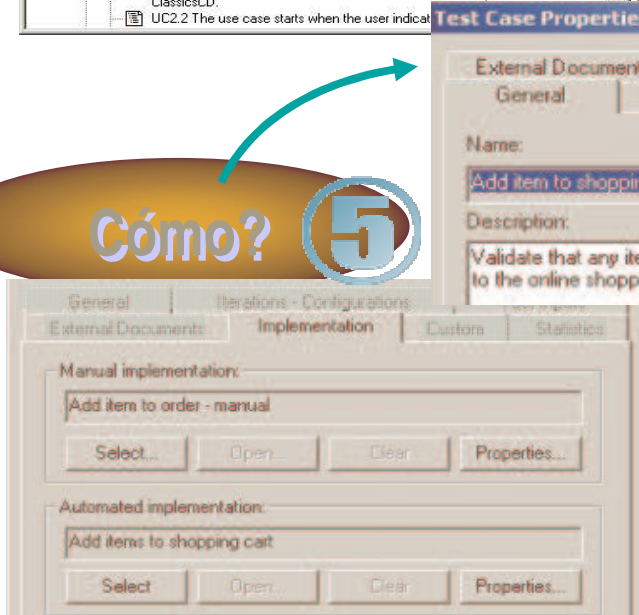 ClassicsCD.
UC2.2 The use case starts when the user indicat
Test Case Propertie
External Document
General
Name:
Add item to shoppin
Description:
Validate that any ite
to the online shopp
Cómo? 5
General Iterations - Configurations
External Documents Implementation Custom Statistics
Manual implementation:
Add item to order - manual
Select... Open... Clear Properties...
Automated implementation:
Add items to shopping cart
Select Open... Clear Properties...